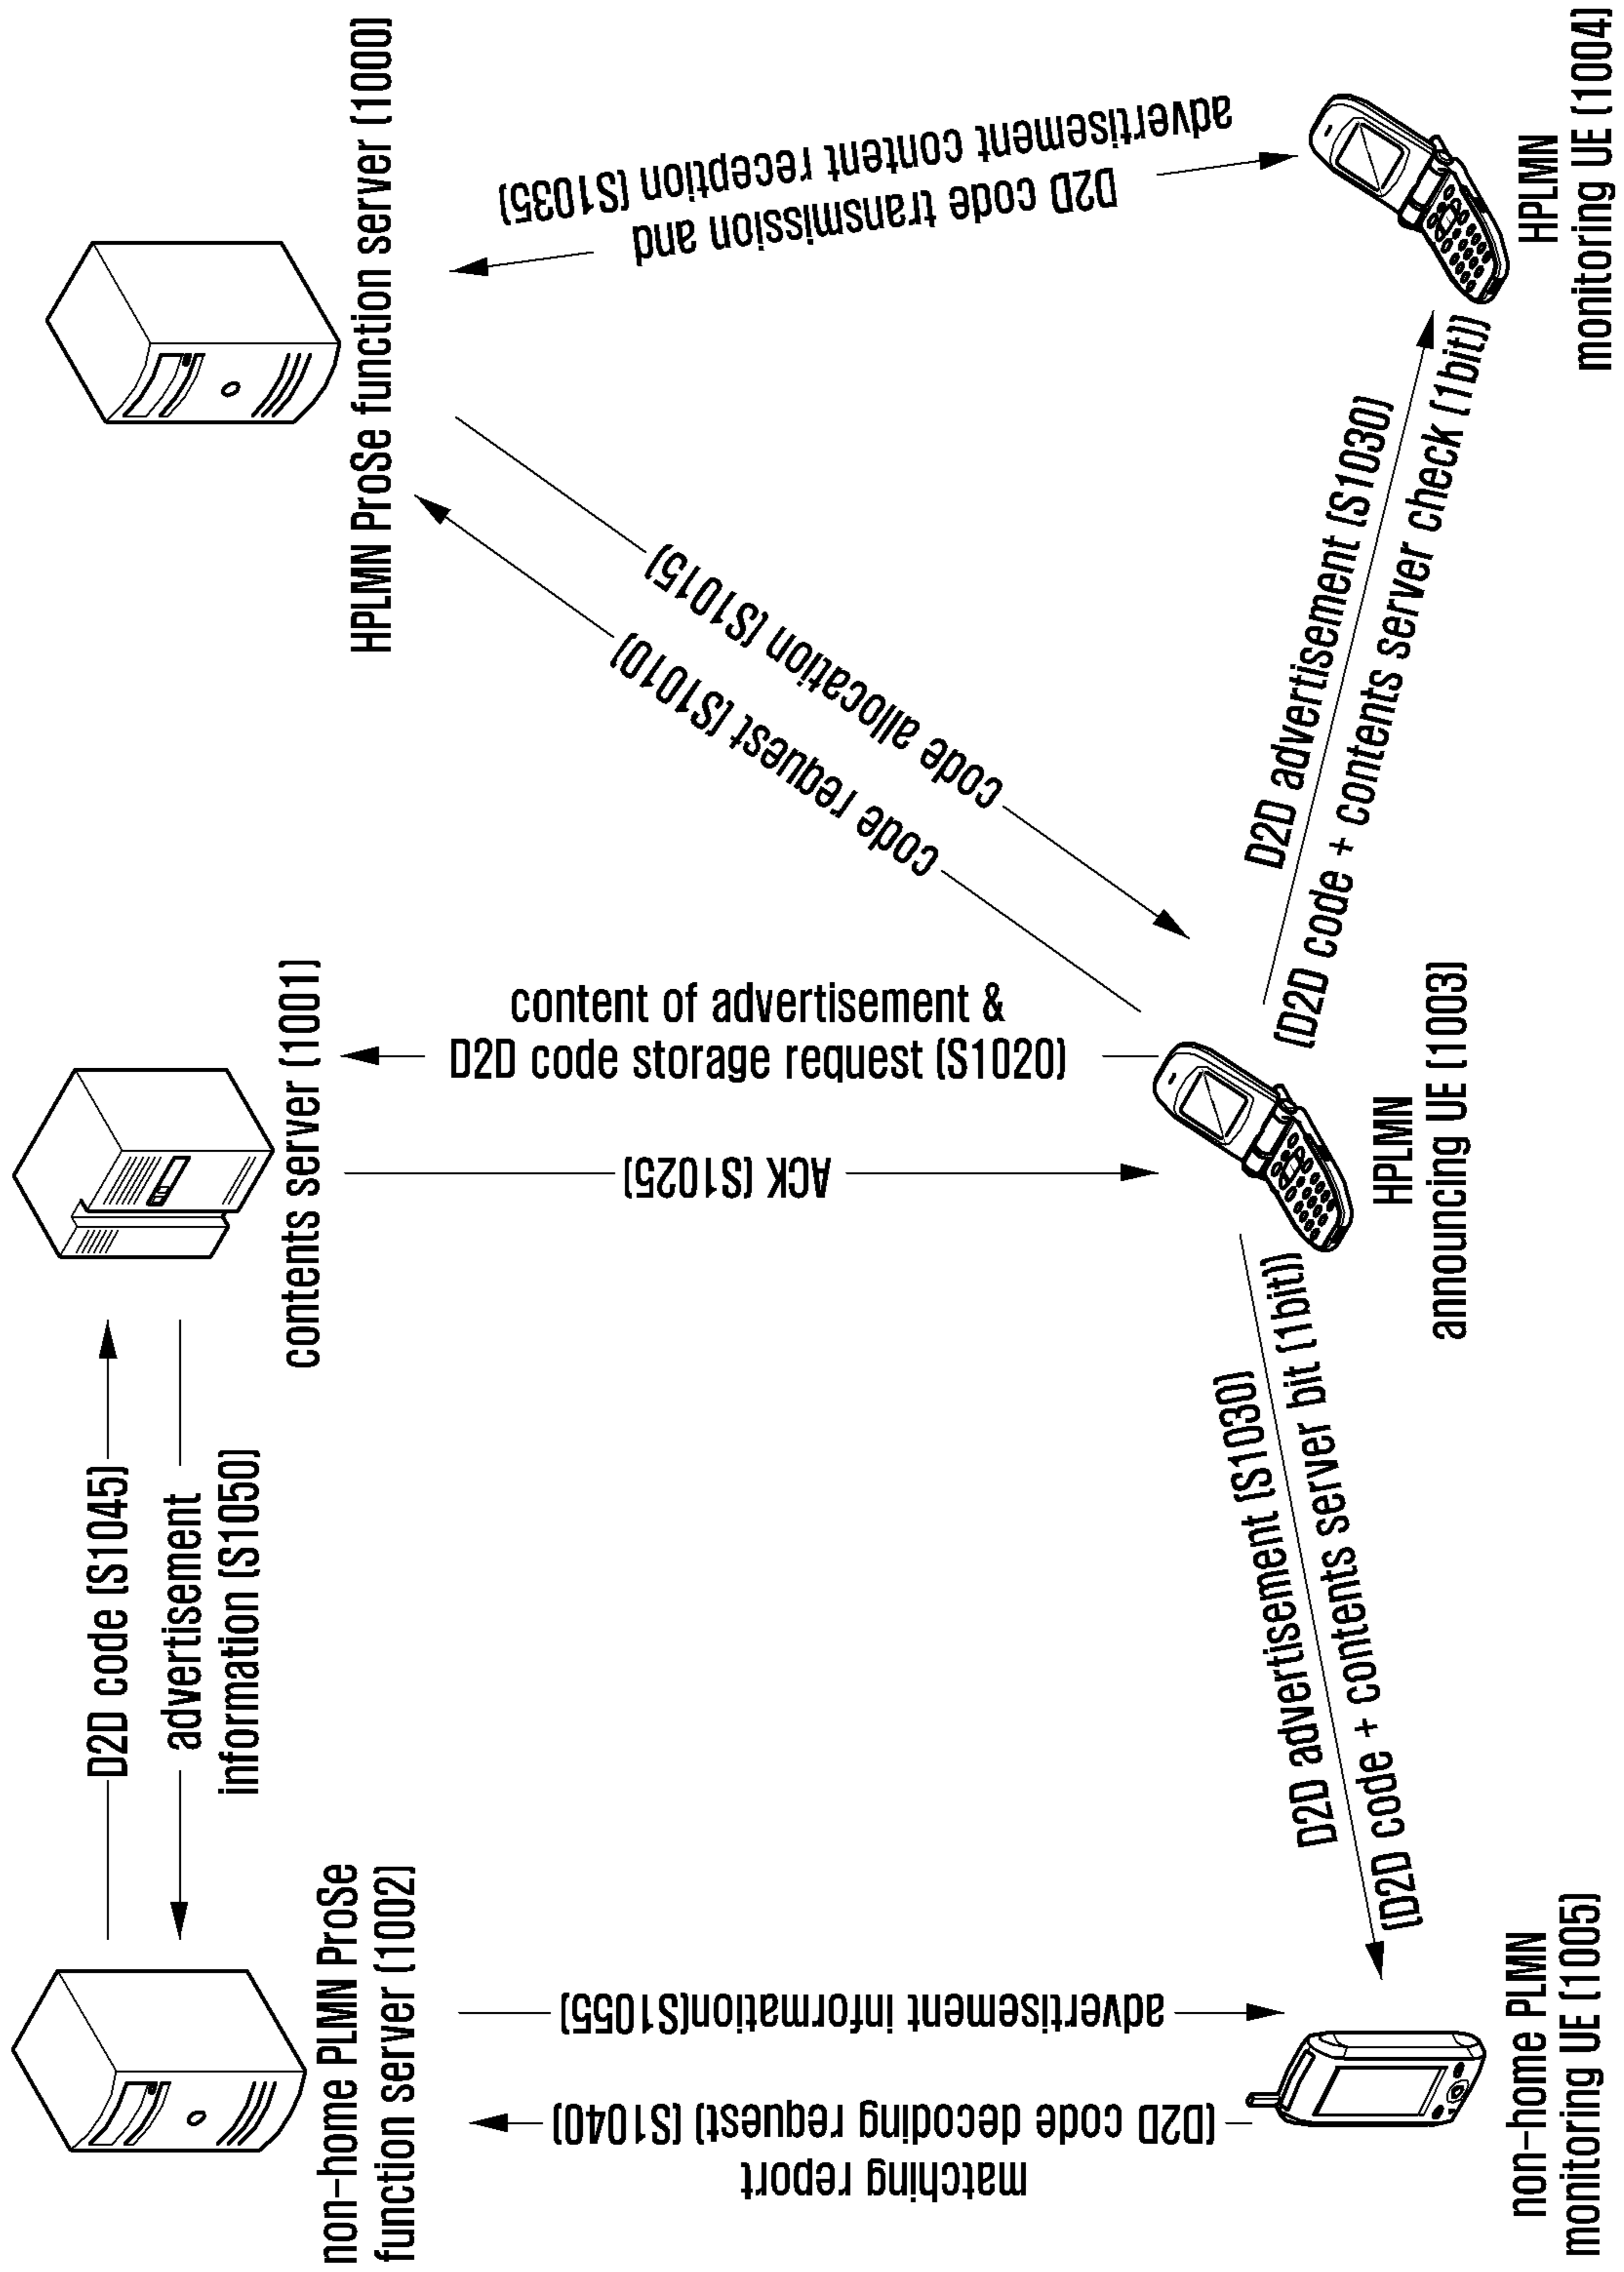 non-home PLMN ProSe
function server (1002)
D2D code (S1045)
advertisement
information (S1050)
contents server (1001)
HPLMN ProSe function server (1000)
matching report
(D2D code decoding request) (S1040)
advertisement information(S1055)
ACK (S1025)
content of advertisement &
D2D code storage request (S1020)
code request (S1010)
code allocation (S1015)
D2D code transmission and
advertisement content reception (S1035)
D2D advertisement (S1030)
(D2D code + contents server bit (1bit))
D2D advertisement (S1030)
(D2D code + contents server check (1bit))
non-home PLMN
monitoring UE (1005)
HPLMN
announcing UE (1003)
HPLMN
monitoring UE (1004)